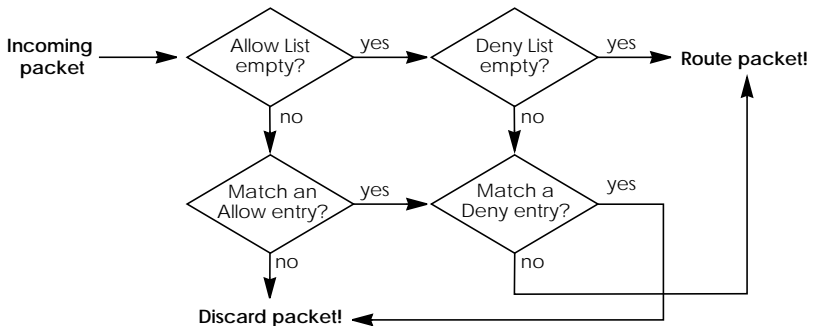 Incoming
packet
Allow List
empty?
yes
Deny List
empty?
yes
Route packet!
no
no
Match an
Allow entry?
yes
Match a
Deny entry?
yes
no
no
Discard packet!